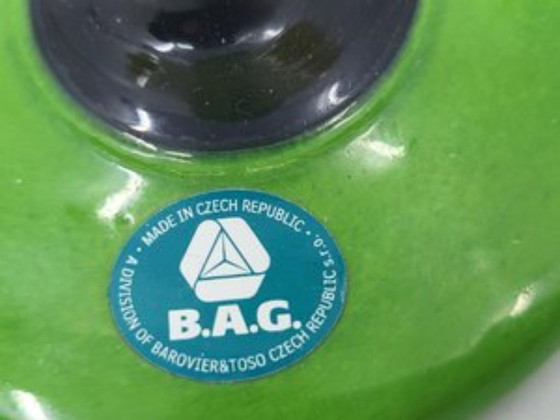 • MADE IN CZECH REPUBLIC •
B.A.G.
A DIVISION OF BAROVIER&TOSO CZECH REPUBLIC s.r.o.